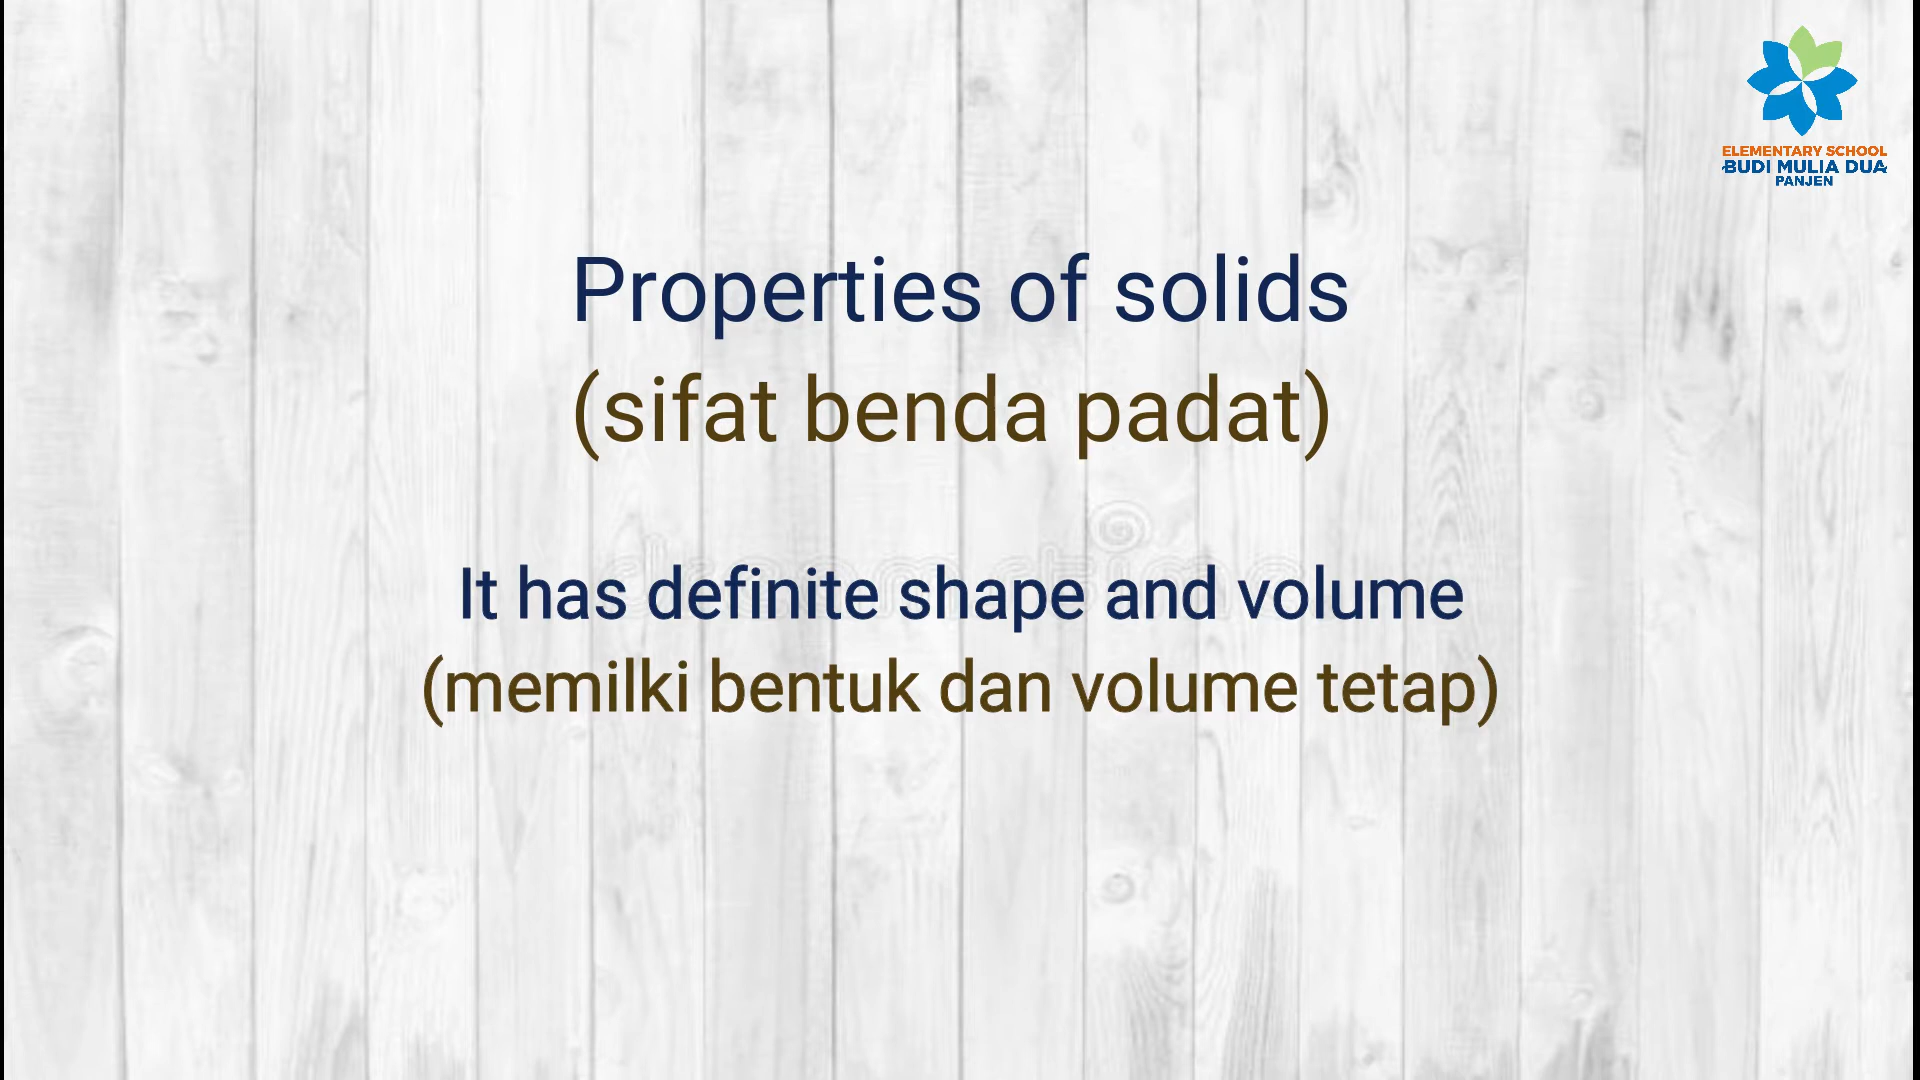 ELEMENTARY SCHOOL
BUDI MULIA DUA
PANJEN
Properties of solids
(sifat benda padat)
It has definite shape and volume
(memilki bentuk dan volume tetap)